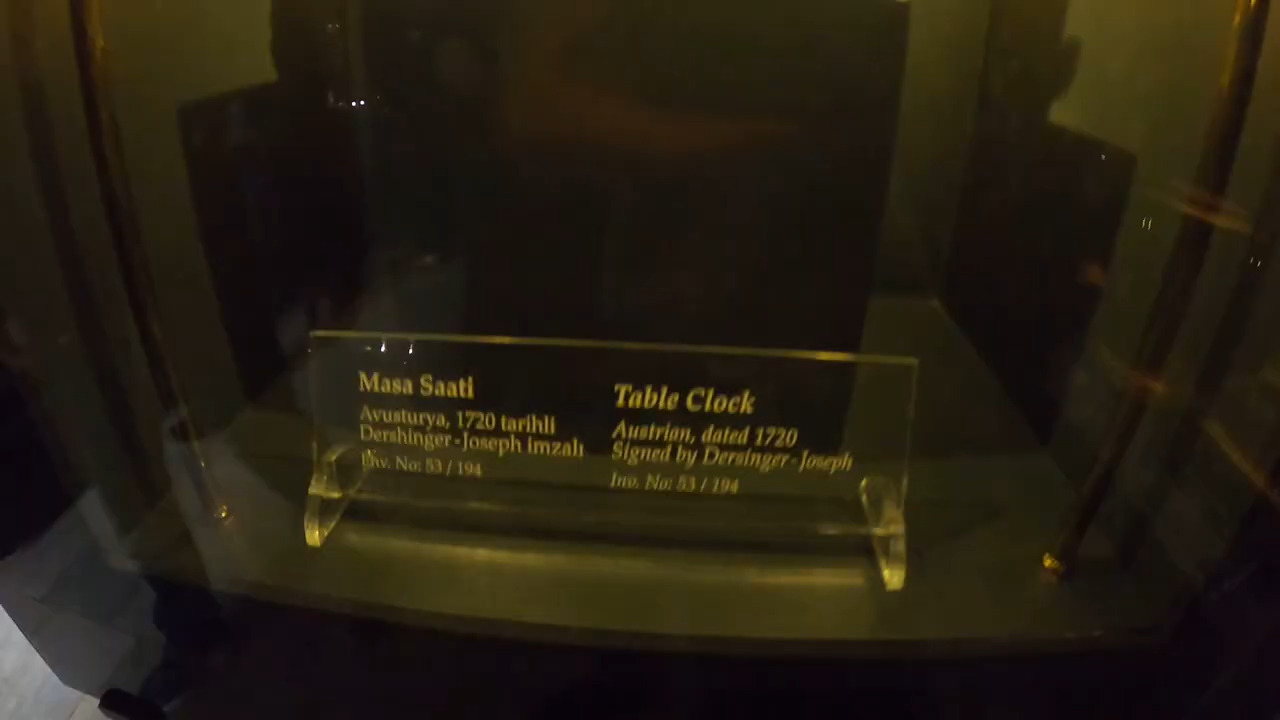 Masa Saati
Avusturya, 1720 tarihli
Dershinger-Joseph imzalı
Env. No: 53 / 194
Table Clock
Austrian, dated 1720
Signed by Dersinger-Joseph
Inv. No: 53 / 194